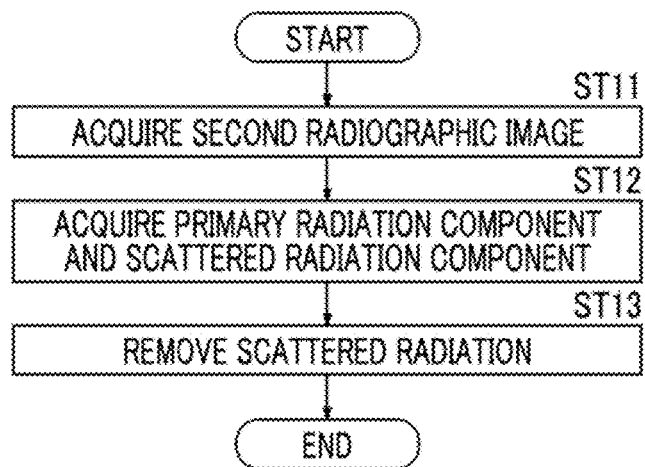 START
ST11
ACQUIRE SECOND RADIOGRAPHIC IMAGE
ST12
ACQUIRE PRIMARY RADIATION COMPONENT
AND SCATTERED RADIATION COMPONENT
ST13
REMOVE SCATTERED RADIATION
END